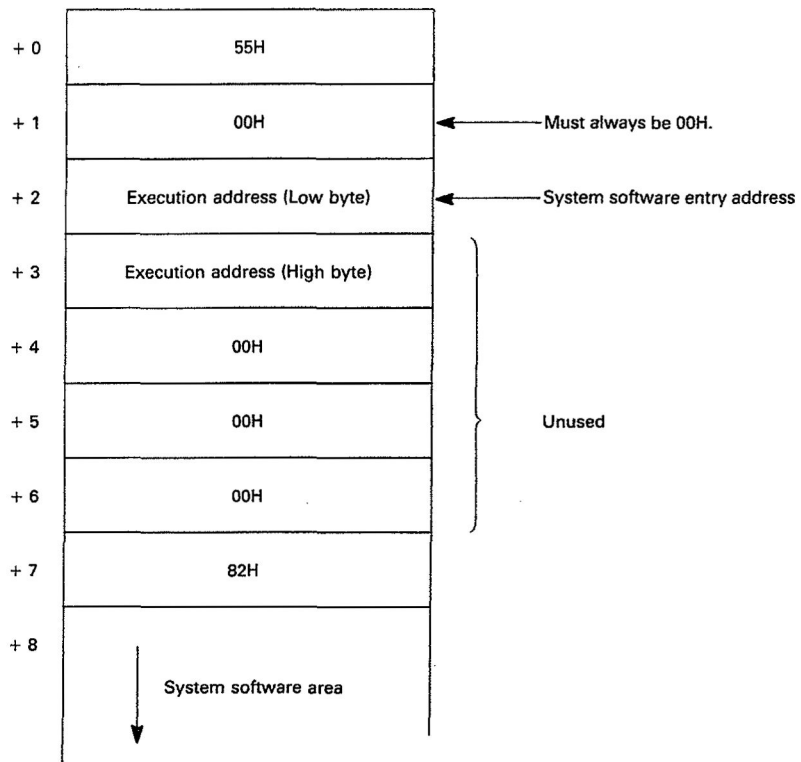 + 0 55H
+ 1 00H Must always be 00H.
+ 2 Execution address (Low byte) System software entry address
+ 3 Execution address (High byte)
+ 4 00H
+ 5 00H Unused
+ 6 00H
+ 7 82H
+ 8
System software area